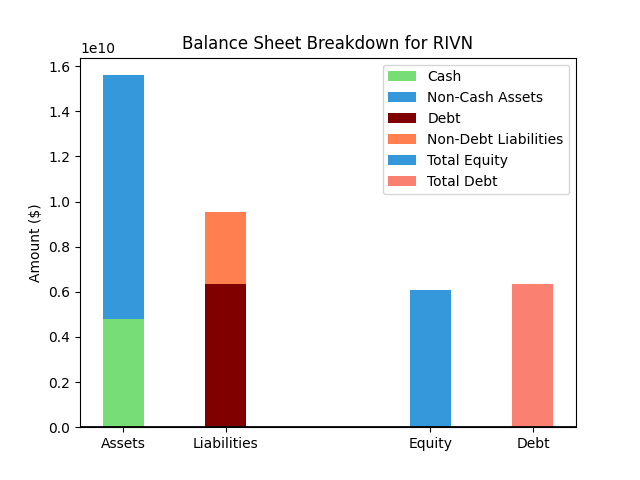 Balance Sheet Breakdown for RIVN
1e10
1.6
1.4
1.2
1.0
0.8
0.6
0.4
0.2
0.0
Amount ($)
Cash
Non-Cash Assets
Debt
Non-Debt Liabilities
Total Equity
Total Debt
Assets
Liabilities
Equity
Debt